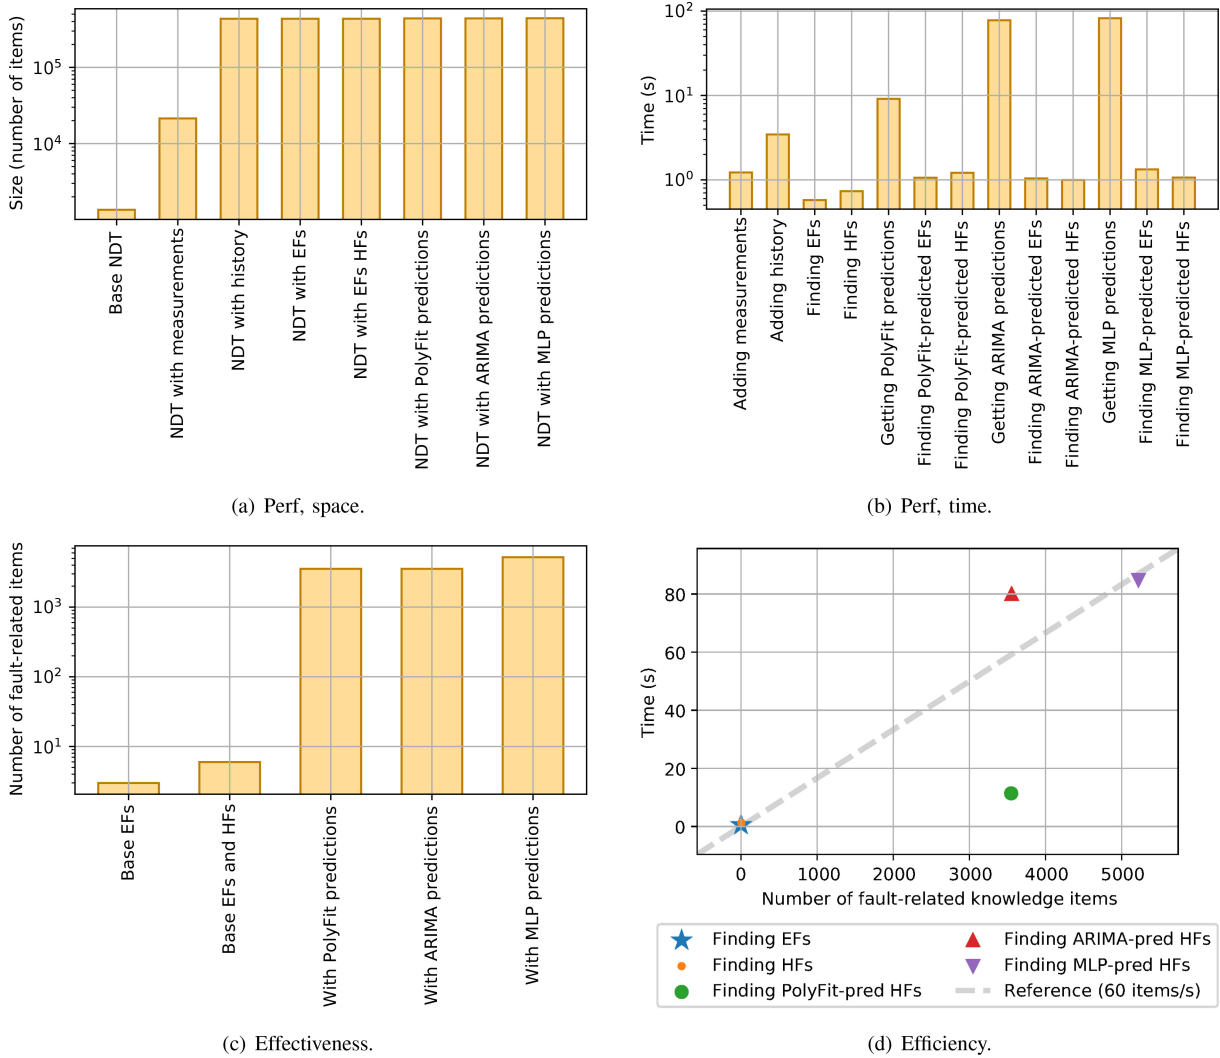 Size (number of items)
10^5
10^4
Base NDT
NDT with measurements
NDT with history
NDT with EFs
NDT with EFs HFs
NDT with PolyFit predictions
NDT with ARIMA predictions
NDT with MLP predictions
(a) Perf, space.
Time (s)
10^2
10^1
10^0
Adding measurements
Adding history
Finding EFs
Finding HFs
Getting PolyFit predictions
Finding PolyFit-predicted EFs
Finding PolyFit-predicted HFs
Getting ARIMA predictions
Finding ARIMA-predicted EFs
Finding ARIMA-predicted HFs
Getting MLP predictions
Finding MLP-predicted EFs
Finding MLP-predicted HFs
(b) Perf, time.
Number of fault-related items
10^3
10^2
10^1
Base EFs
Base EFs and HFs
With PolyFit predictions
With ARIMA predictions
With MLP predictions
(c) Effectiveness.
Time (s)
80
60
40
20
0
0 1000 2000 3000 4000 5000
Number of fault-related knowledge items
Finding EFs
Finding HFs
Finding PolyFit-pred HFs
Finding ARIMA-pred HFs
Finding MLP-pred HFs
Reference (60 items/s)
(d) Efficiency.